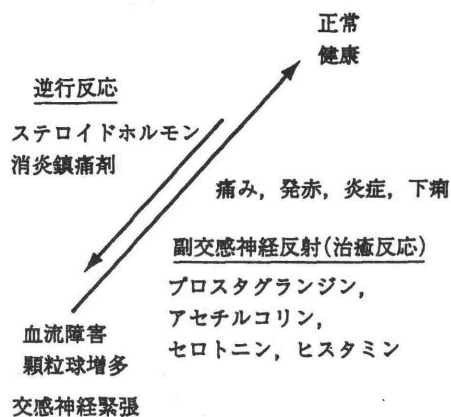 正常
健康
逆行反応
ステロイドホルモン
消炎鎮痛剤
痛み，発赤，炎症，下痢
副交感神経反射(治癒反応)
プロスタグランジン，
アセチルコリン，
セロトニン，ヒスタミン
血流障害
顆粒球増多
交感神経緊張